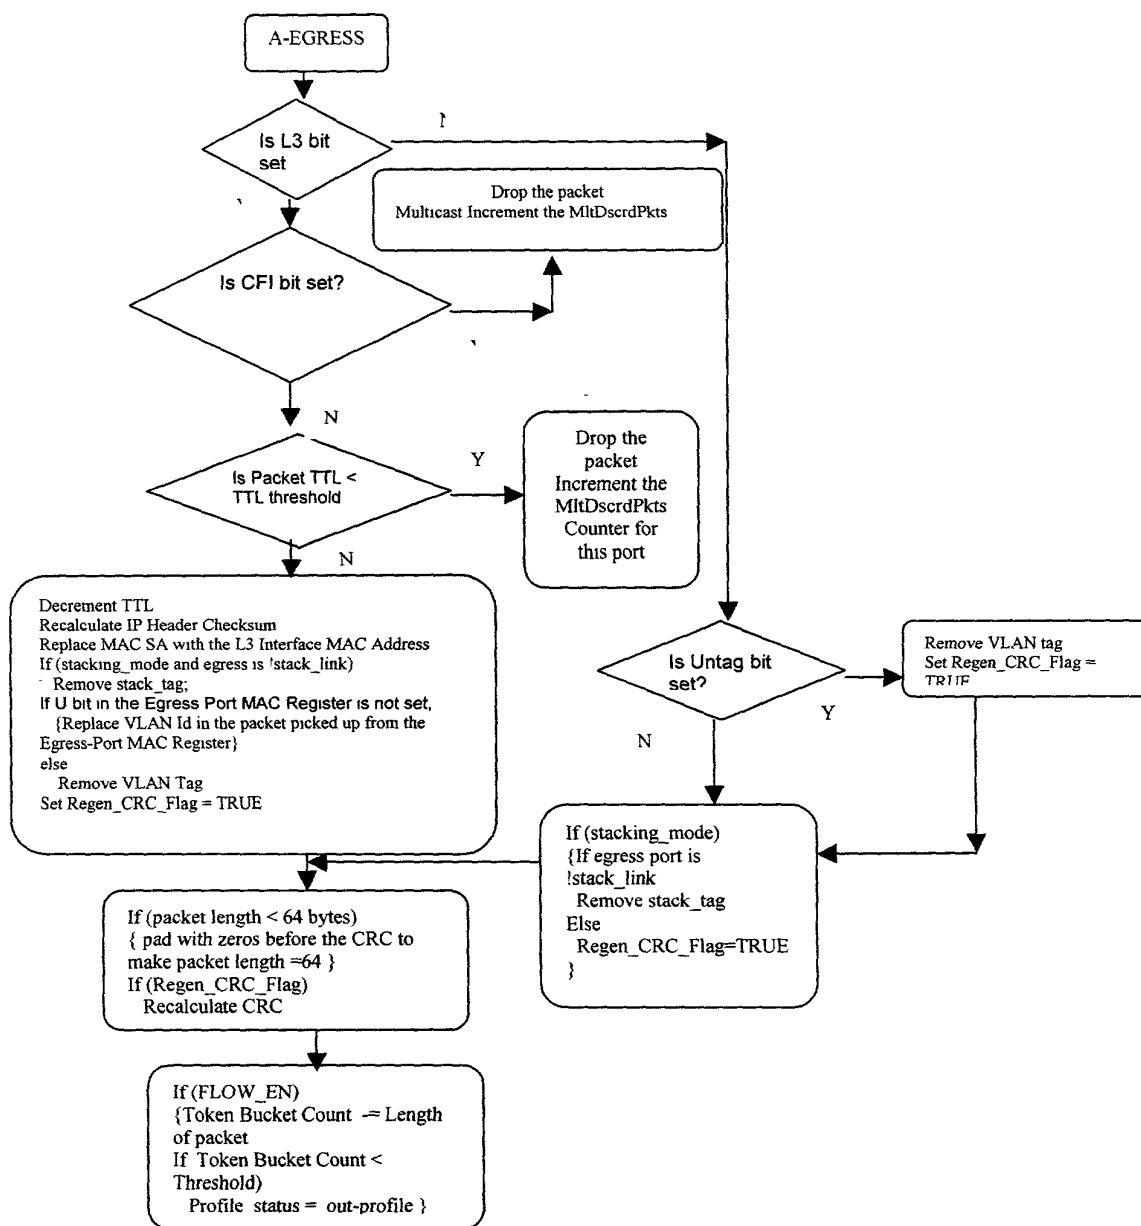 A-EGRESS
Is L3 bit
set
Drop the packet
Multicast Increment the MltDscrdPkts
Is CFI bit set?
N
Is Packet TTL <
TTL threshold
Y
Drop the
packet
Increment the
MltDscrdPkts
Counter for
this port
N
Decrement TTL
Recalculate IP Header Checksum
Replace MAC SA with the L3 Interface MAC Address
If (stacking_mode and egress is !stack_link)
Remove stack_tag;
If U bit in the Egress Port MAC Register is not set,
{Replace VLAN Id in the packet picked up from the
Egress-Port MAC Register}
else
Remove VLAN Tag
Set Regen_CRC_Flag = TRUE
Is Untag bit
set?
Y
Remove VLAN tag
Set Regen_CRC_Flag =
TRUE
N
If (stacking_mode)
{If egress port is
!stack_link
Remove stack_tag
Else
Regen_CRC_Flag=TRUE
}
If (packet length < 64 bytes)
{ pad with zeros before the CRC to
make packet length =64 }
If (Regen_CRC_Flag)
Recalculate CRC
If (FLOW_EN)
{Token Bucket Count -= Length
of packet
If Token Bucket Count <
Threshold)
Profile status = out-profile }